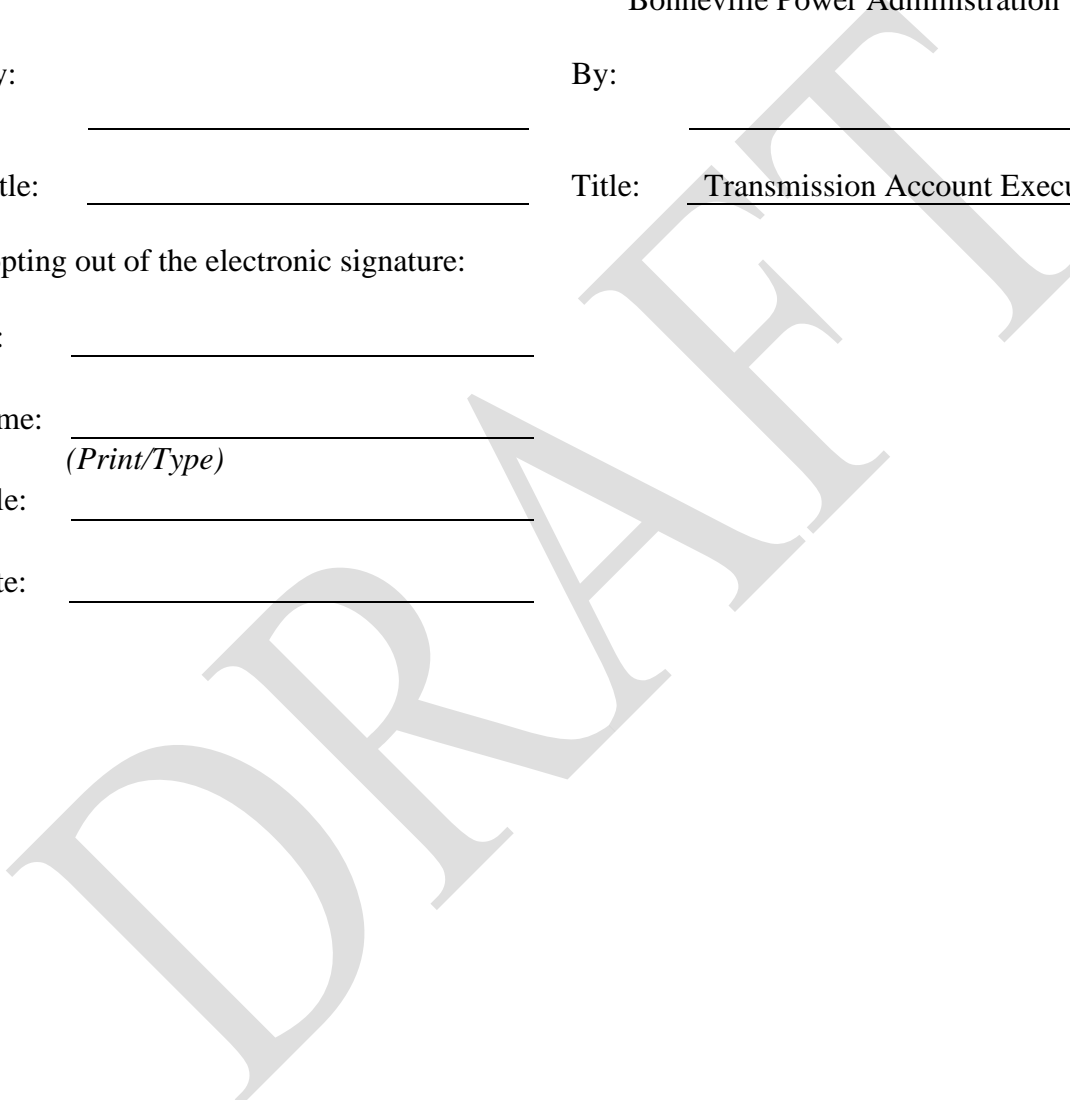 Bonneville Power Administration
y: By:
tle: Title: Transmission Account Execu
pting out of the electronic signature:
:
me:
(Print/Type)
le:
te:
DRAFT